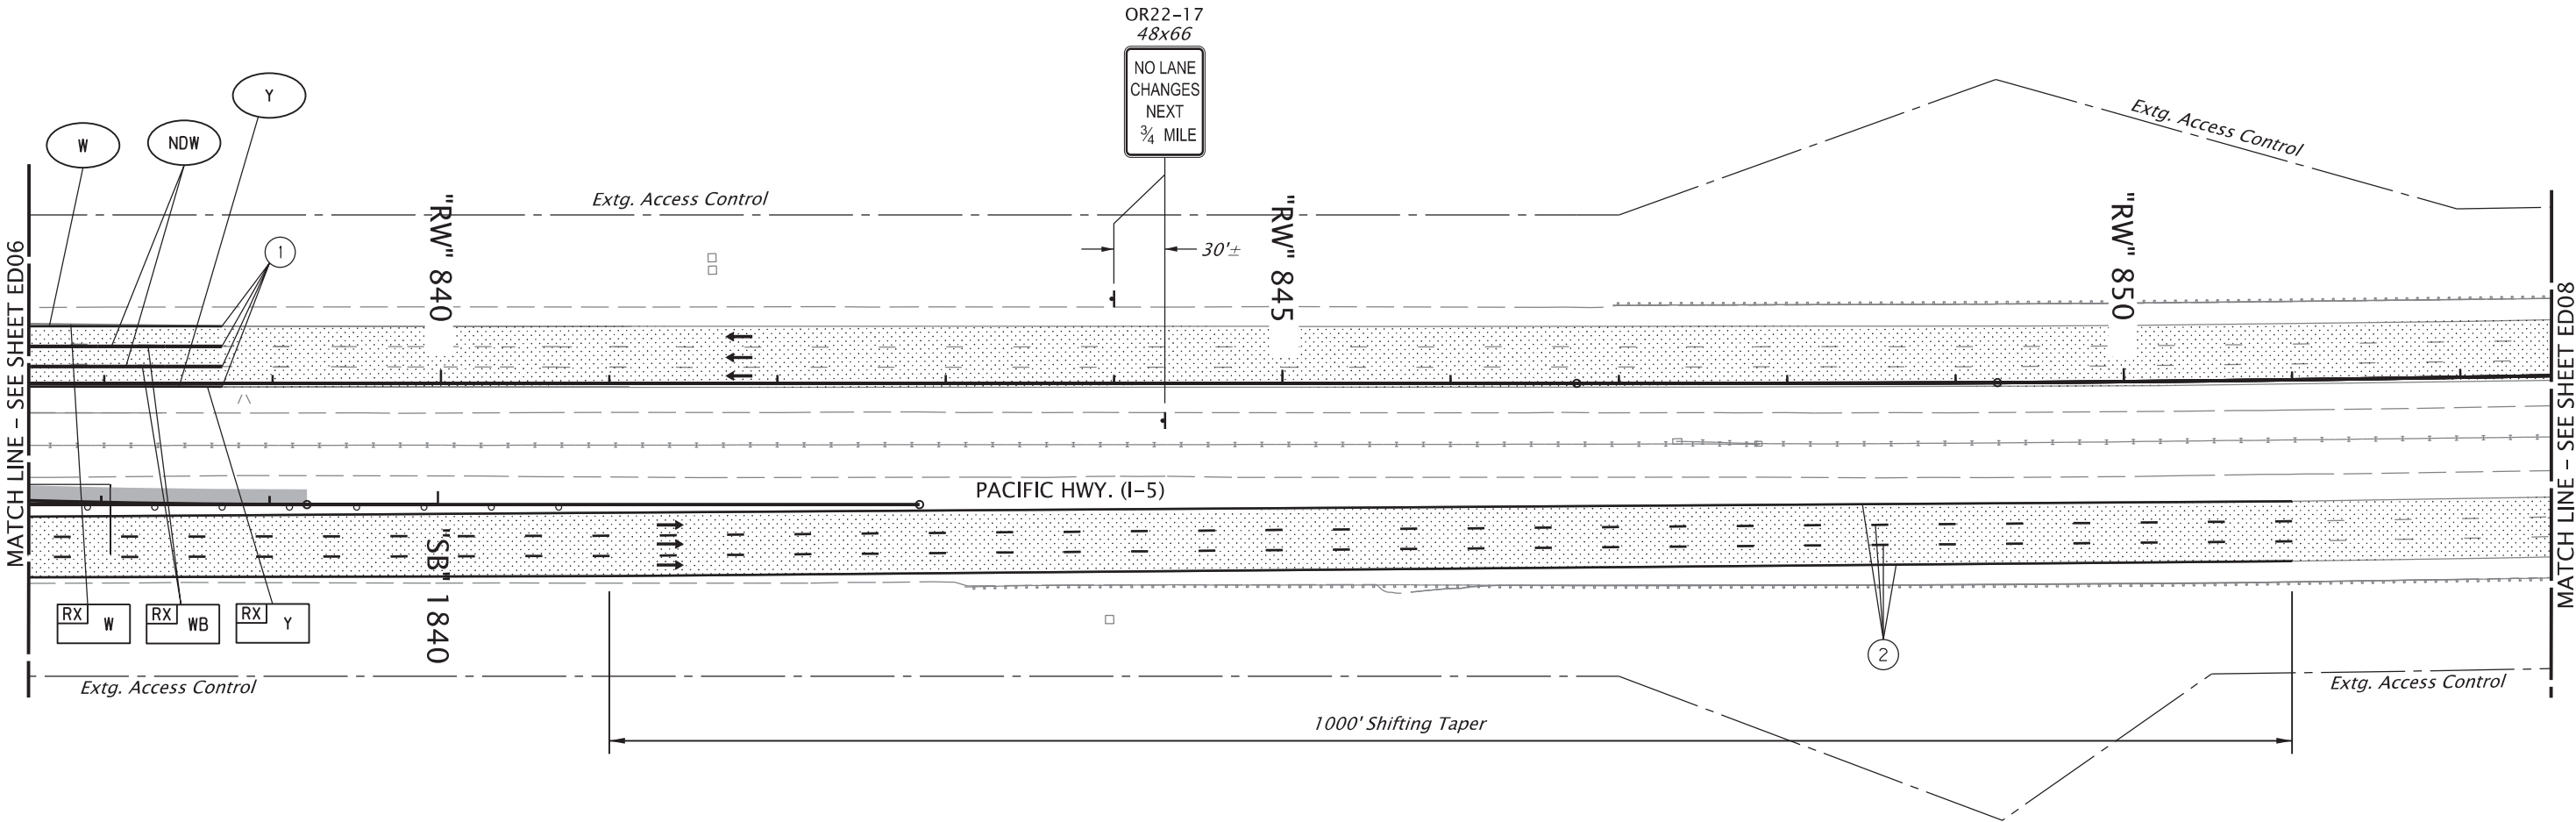 OR22-17
48x66
NO LANE
CHANGES
NEXT
¾ MILE
Y
W
NDW
1
Extg. Access Control
Extg. Access Control
"RW" 840
"RW" 845
"RW" 850
30'±
MATCH LINE - SEE SHEET ED06
MATCH LINE - SEE SHEET ED08
PACIFIC HWY. (I-5)
"SB" 1840
RX W
RX WB
RX Y
2
Extg. Access Control
Extg. Access Control
1000' Shifting Taper